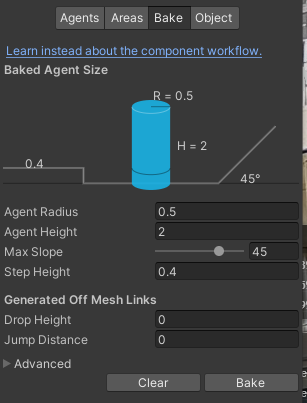 Agents Areas Bake Object
Learn instead about the component workflow.
Baked Agent Size
R = 0.5
H = 2
0.4
45°
Agent Radius 0.5
Agent Height 2
Max Slope 45
Step Height 0.4
Generated Off Mesh Links
Drop Height 0
Jump Distance 0
Advanced
Clear Bake